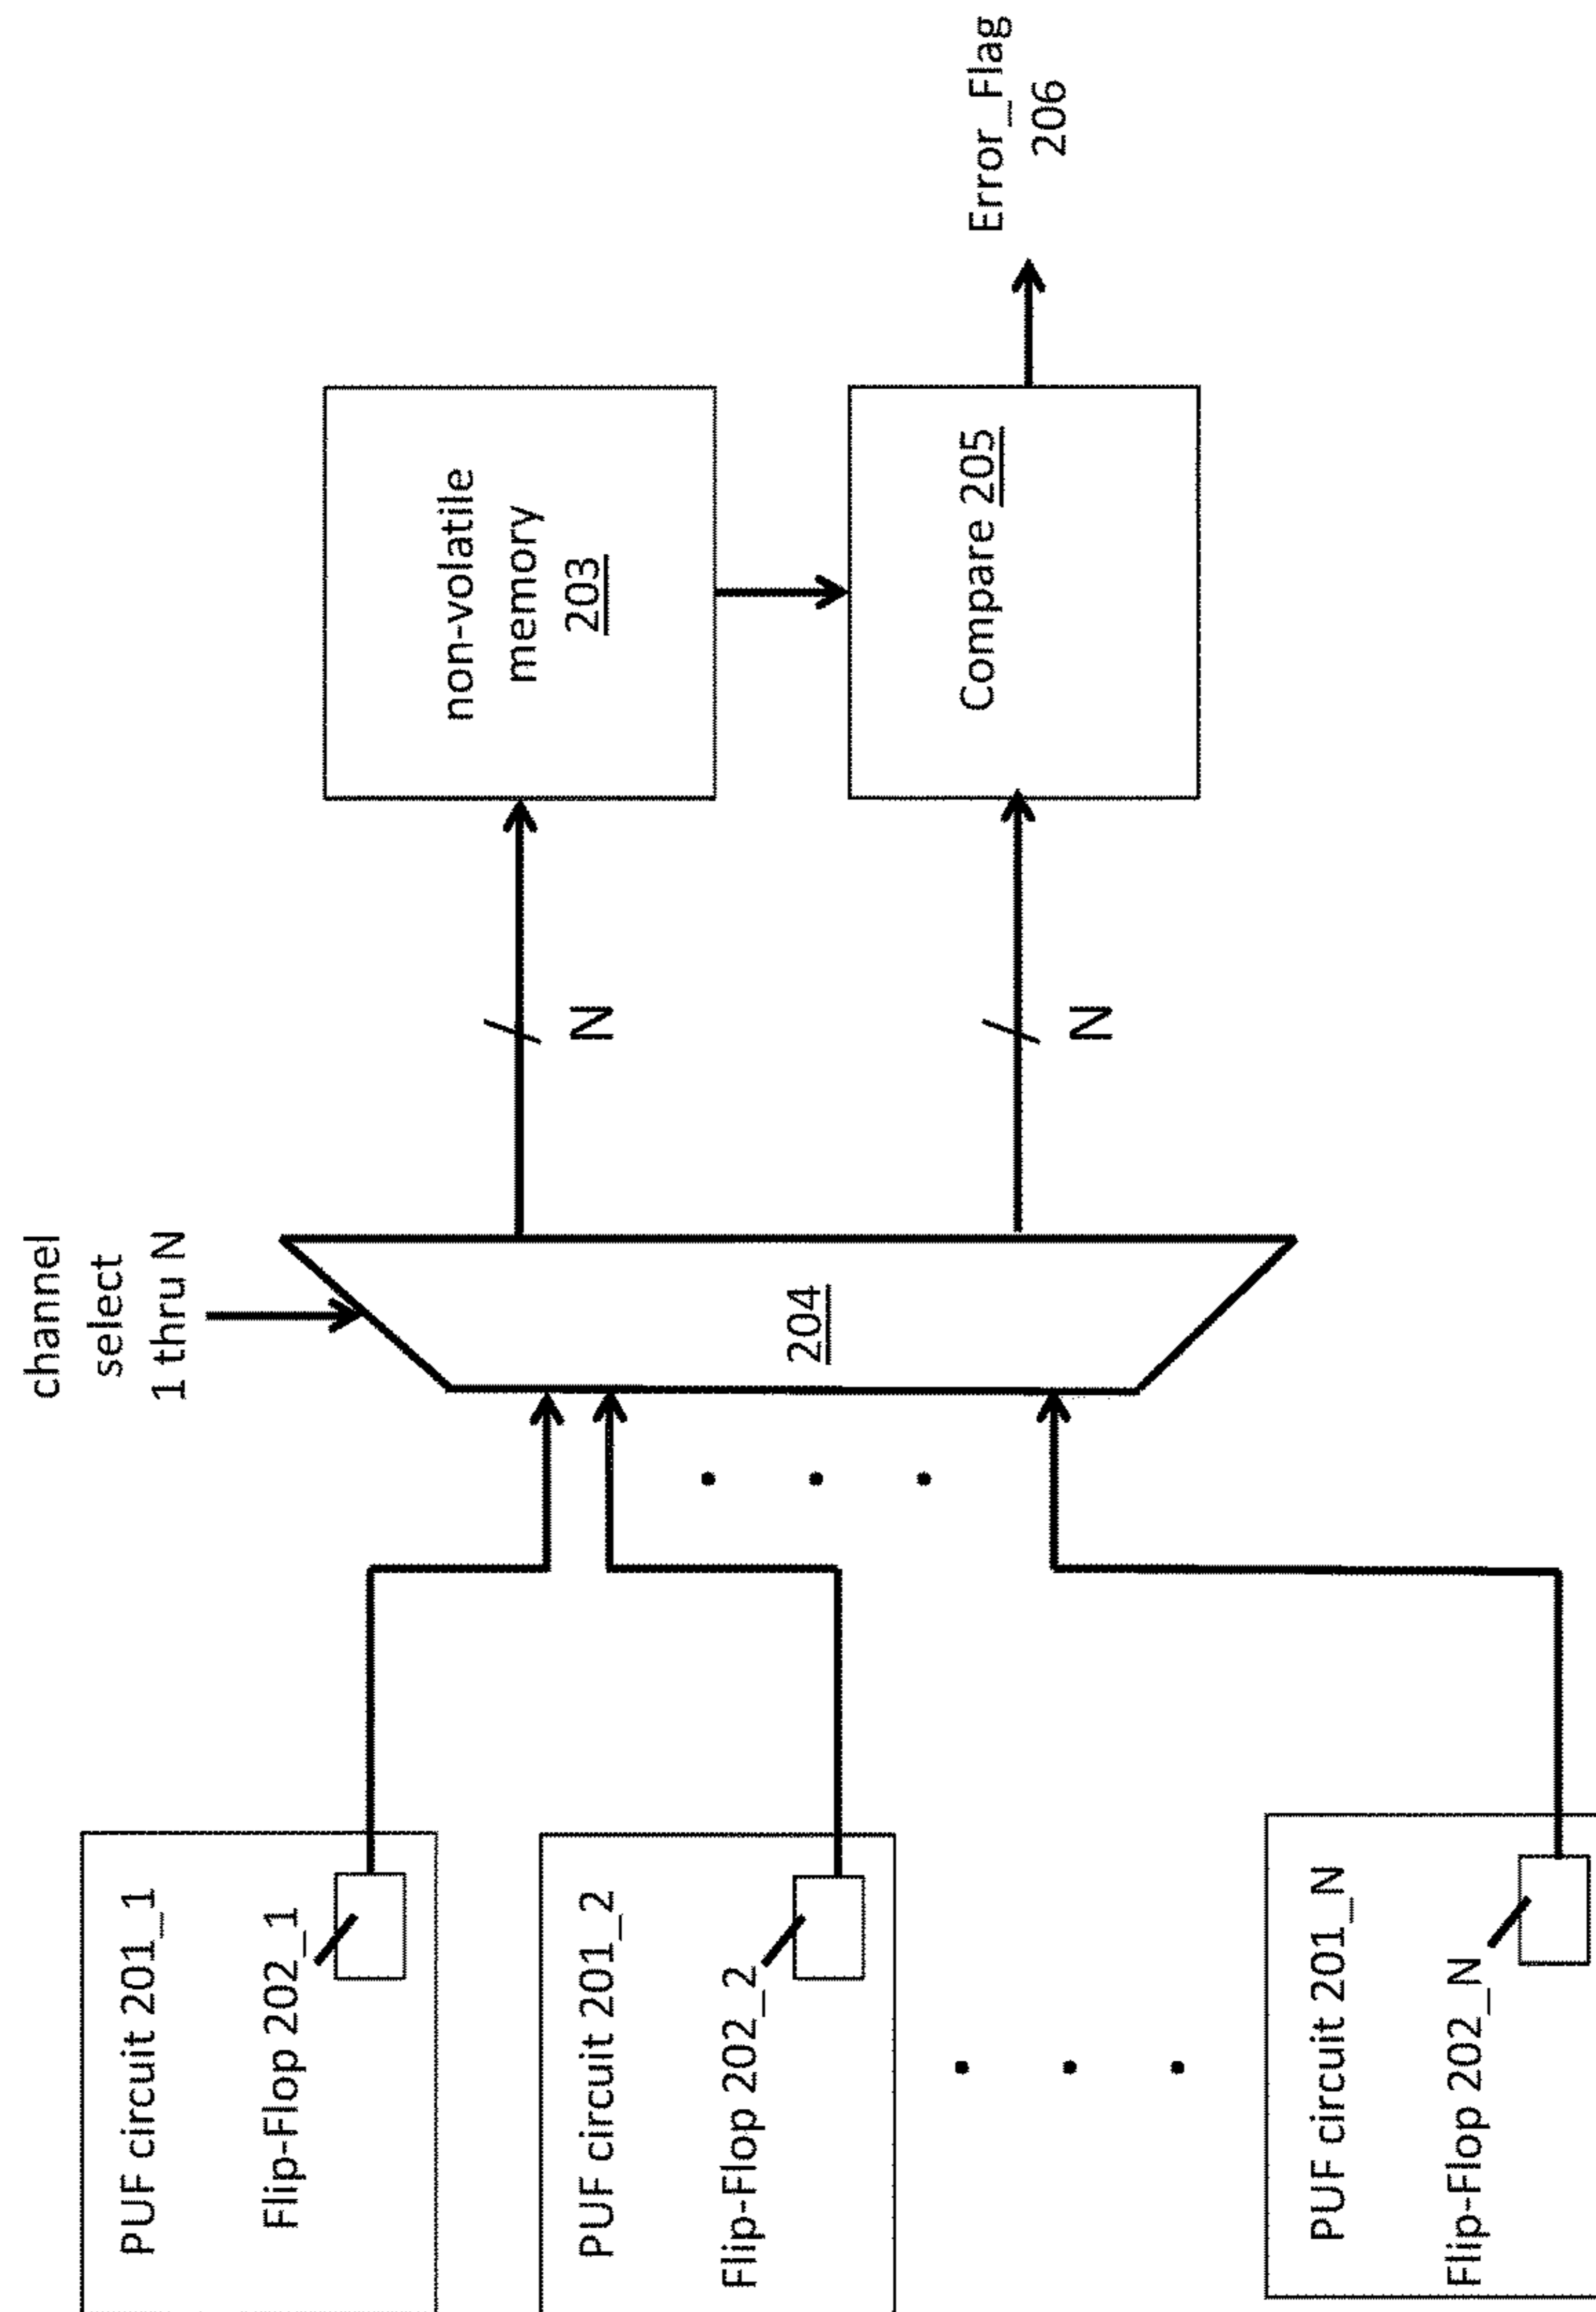 PUF circuit 201_1
Flip-Flop 202_1
PUF circuit 201_2
Flip-Flop 202_2
PUF circuit 201_N
Flip-Flop 202_N
channel
select
1 thru N
204
N
N
non-volatile
memory
203
Compare 205
Error_Flag
206